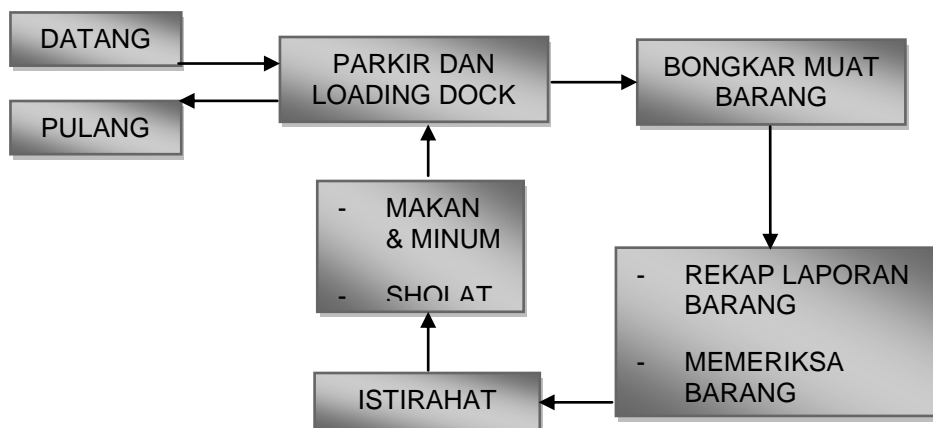 DATANG
PARKIR DAN
LOADING DOCK
BONGKAR MUAT
BARANG
PULANG
- MAKAN
& MINUM
- SHOLAT
- REKAP LAPORAN
BARANG
- MEMERIKSA
BARANG
ISTIRAHAT